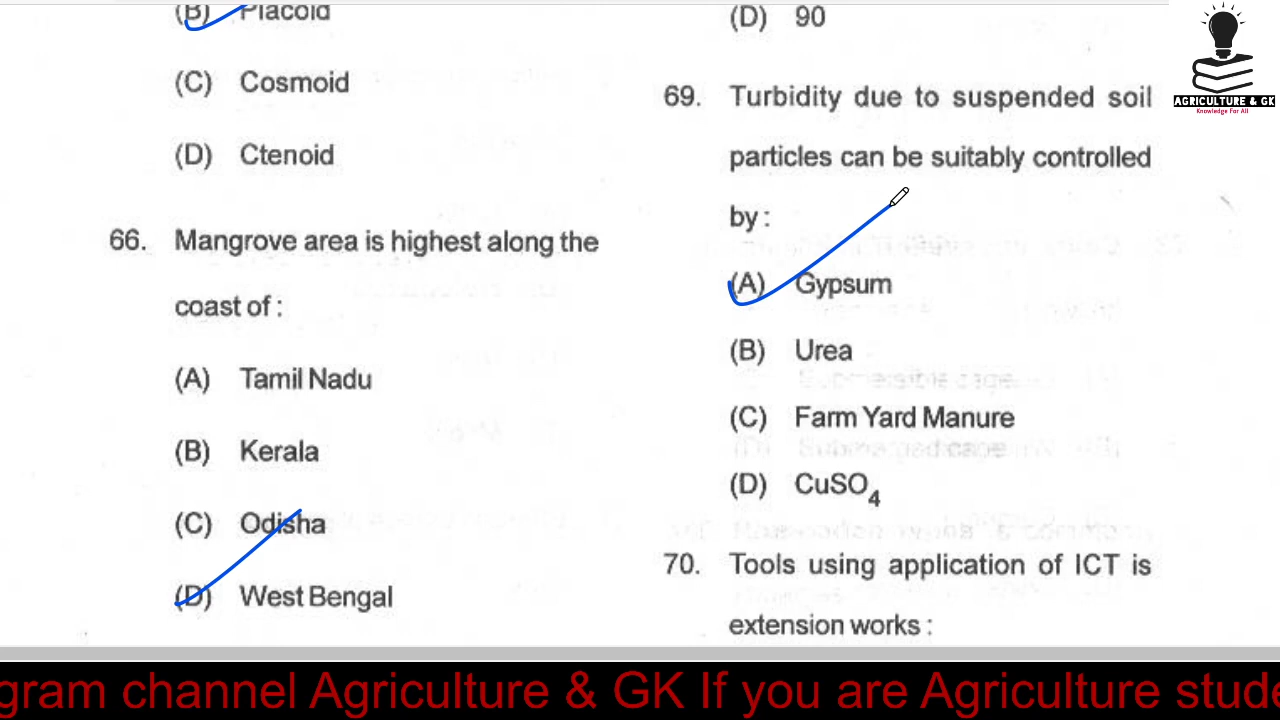 (B) Placoid
(C) Cosmoid
(D) Ctenoid
66. Mangrove area is highest along the
coast of :
(A) Tamil Nadu
(B) Kerala
(C) Odisha
(D) West Bengal
(D) 90
69. Turbidity due to suspended soil
particles can be suitably controlled
by :
(A) Gypsum
(B) Urea
(C) Farm Yard Manure
(D) CuSO4
70. Tools using application of ICT is
extension works :
AGRICULTURE & GK
Knowledge For All
gram channel Agriculture & GK If you are Agriculture stude